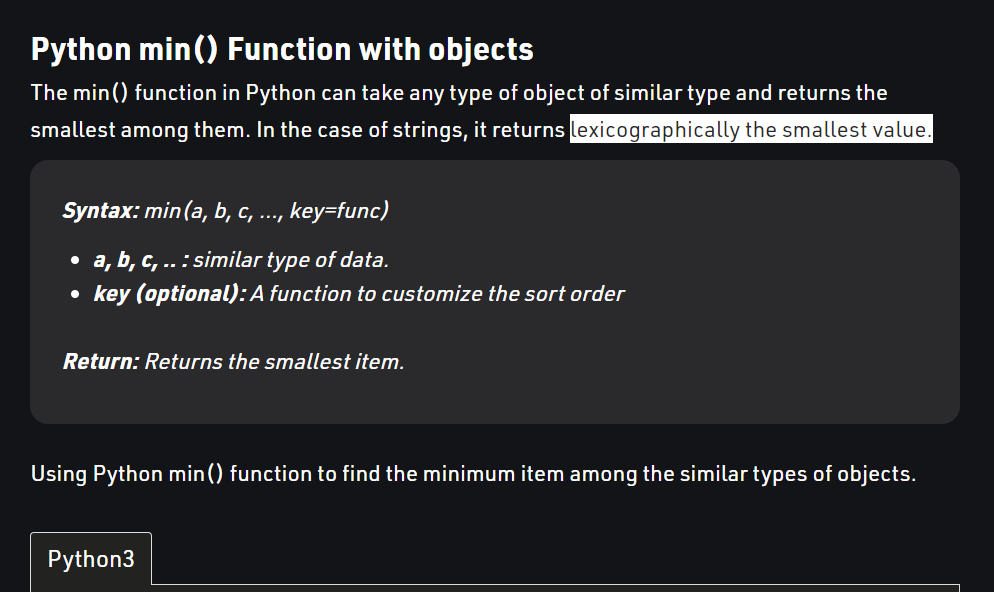 Python min() Function with objects
The min() function in Python can take any type of object of similar type and returns the
smallest among them. In the case of strings, it returns lexicographically the smallest value.
Syntax: min(a, b, c, ..., key=func)
• a, b, c, .. : similar type of data.
• key (optional): A function to customize the sort order
Return: Returns the smallest item.
Using Python min() function to find the minimum item among the similar types of objects.
Python3